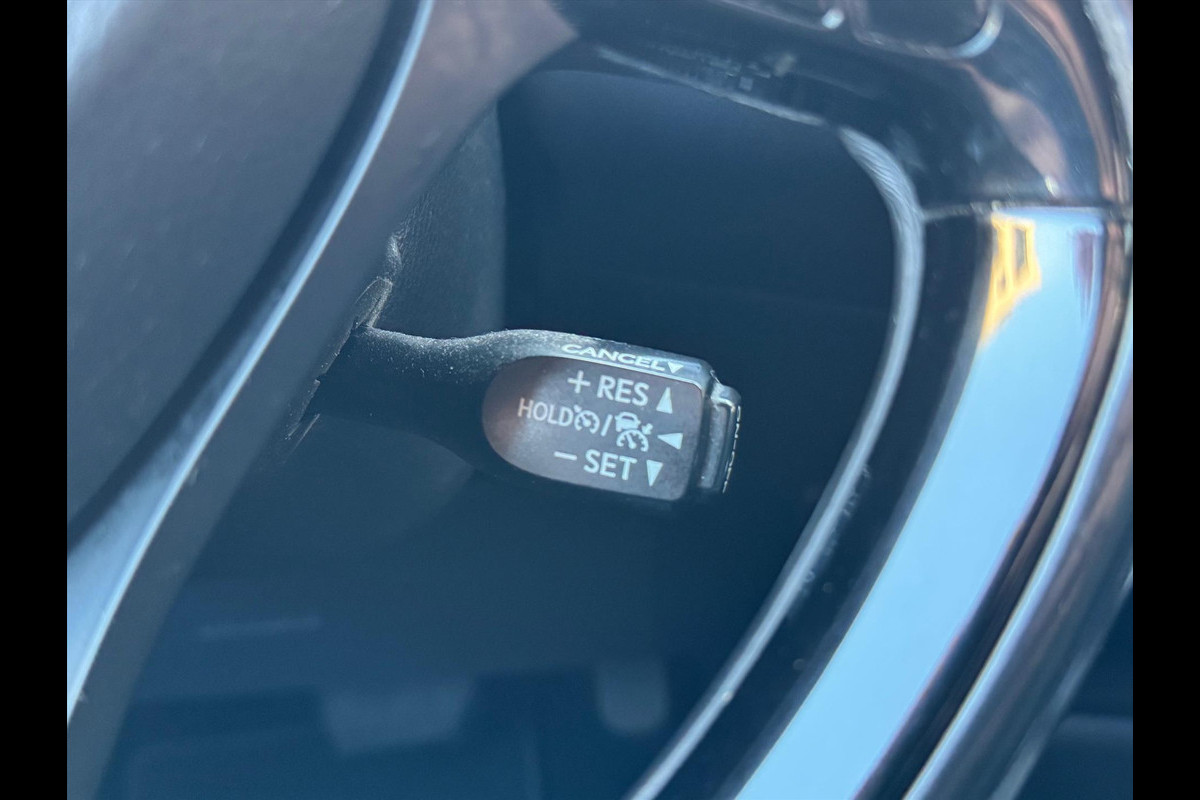 CANCEL▼
+ RES ▲
HOLD / ◀
− SET ▼